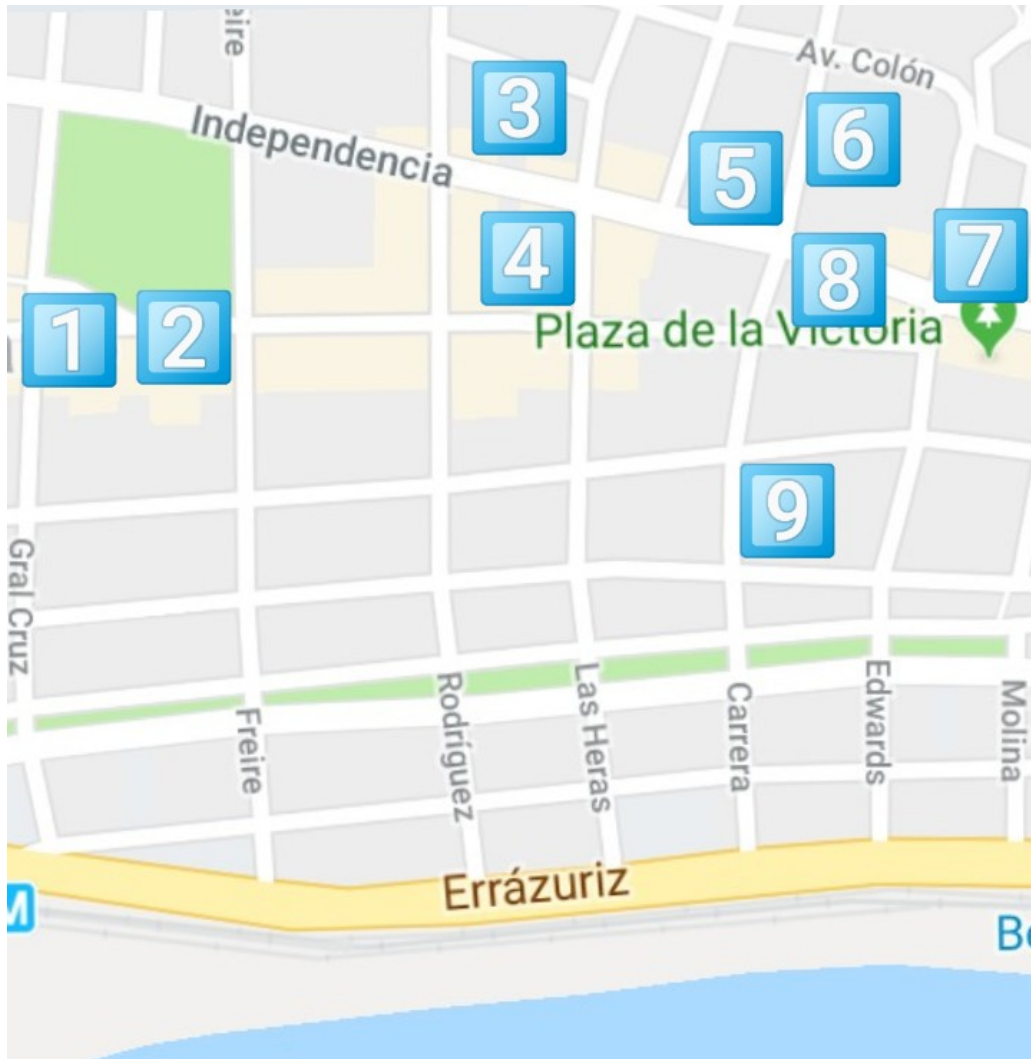 Av. Colón
Independencia
3
6
5
4
7
8
1
2
Plaza de la Victoria
9
Gral Cruz
Freire
Rodríguez
Las Heras
Carrera
Edwards
Molina
Errázuriz
M